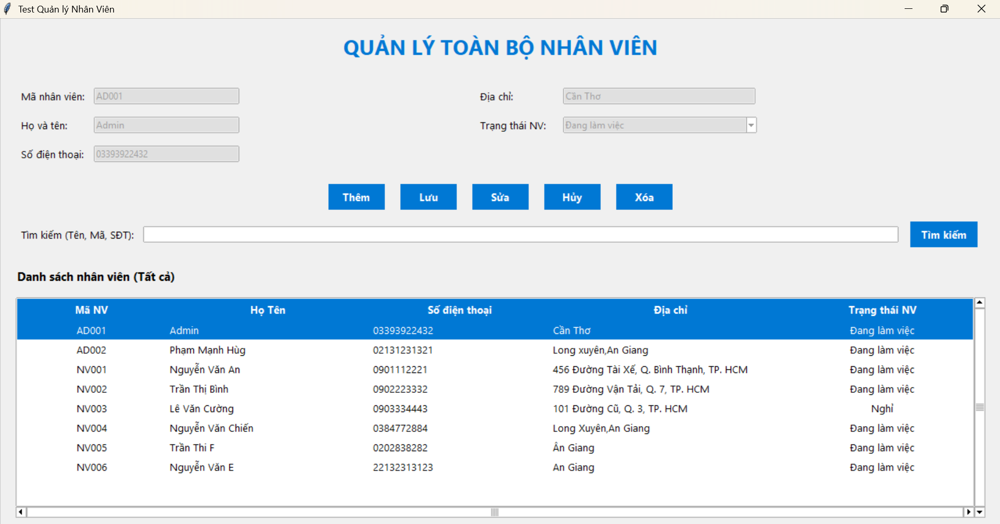 Test Quản lý Nhân Viên
QUẢN LÝ TOÀN BỘ NHÂN VIÊN
Mã nhân viên: AD001 Địa chỉ: Cần Thơ
Họ và tên: Admin Trạng thái NV: Đang làm việc
Số điện thoại: 03393922432
Thêm Lưu Sửa Hủy Xóa
Tìm kiếm (Tên, Mã, SĐT): Tìm kiếm
Danh sách nhân viên (Tất cả)
Mã NV Họ Tên Số điện thoại Địa chỉ Trạng thái NV
AD001 Admin 03393922432 Cần Thơ Đang làm việc
AD002 Phạm Mạnh Hùg 02131231321 Long xuyên,An Giang Đang làm việc
NV001 Nguyễn Văn An 0901112221 456 Đường Tài Xế, Q. Bình Thạnh, TP. HCM Đang làm việc
NV002 Trần Thị Bình 0902223332 789 Đường Vận Tải, Q. 7, TP. HCM Đang làm việc
NV003 Lê Văn Cường 0903334443 101 Đường Cũ, Q. 3, TP. HCM Nghỉ
NV004 Nguyễn Văn Chiến 0384772884 Long Xuyên,An Giang Đang làm việc
NV005 Trần Thi F 0202838282 Ân Giang Đang làm việc
NV006 Nguyễn Văn E 22132313123 An Giang Đang làm việc